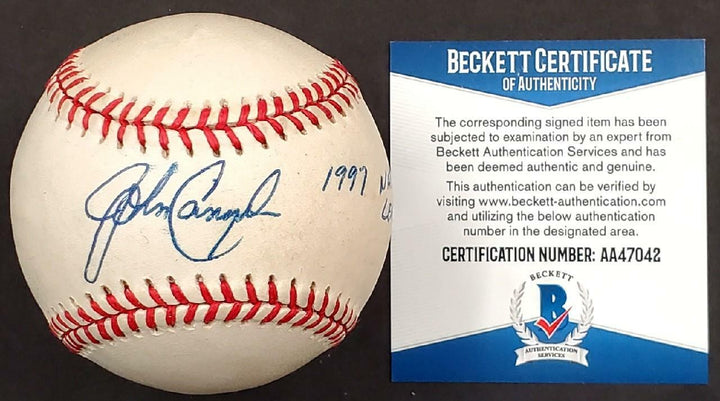 John Cangelosi
1997
BECKETT CERTIFICATE
OF AUTHENTICITY
The corresponding signed item has been
subjected to examination by an expert from
Beckett Authentication Services and has
been deemed authentic and genuine.
This authentication can be verified by
visiting www.beckett-authentication.com
and utilizing the below authentication
number in the designated area.
CERTIFICATION NUMBER: AA47042
BECKETT
B
AUTHENTICATION
SERVICES